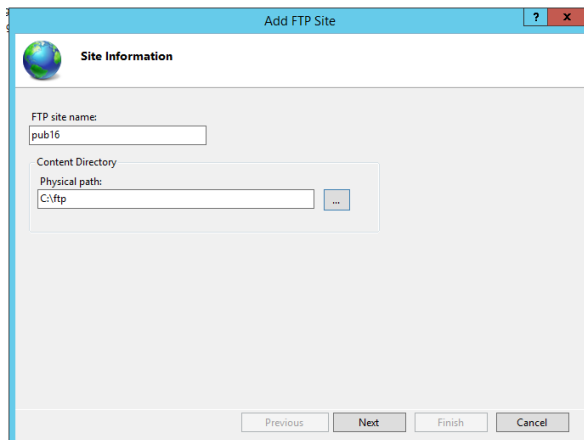 Add FTP Site
?
x
Site Information
FTP site name:
pub16
Content Directory
Physical path:
C:\ftp
...
Previous
Next
Finish
Cancel